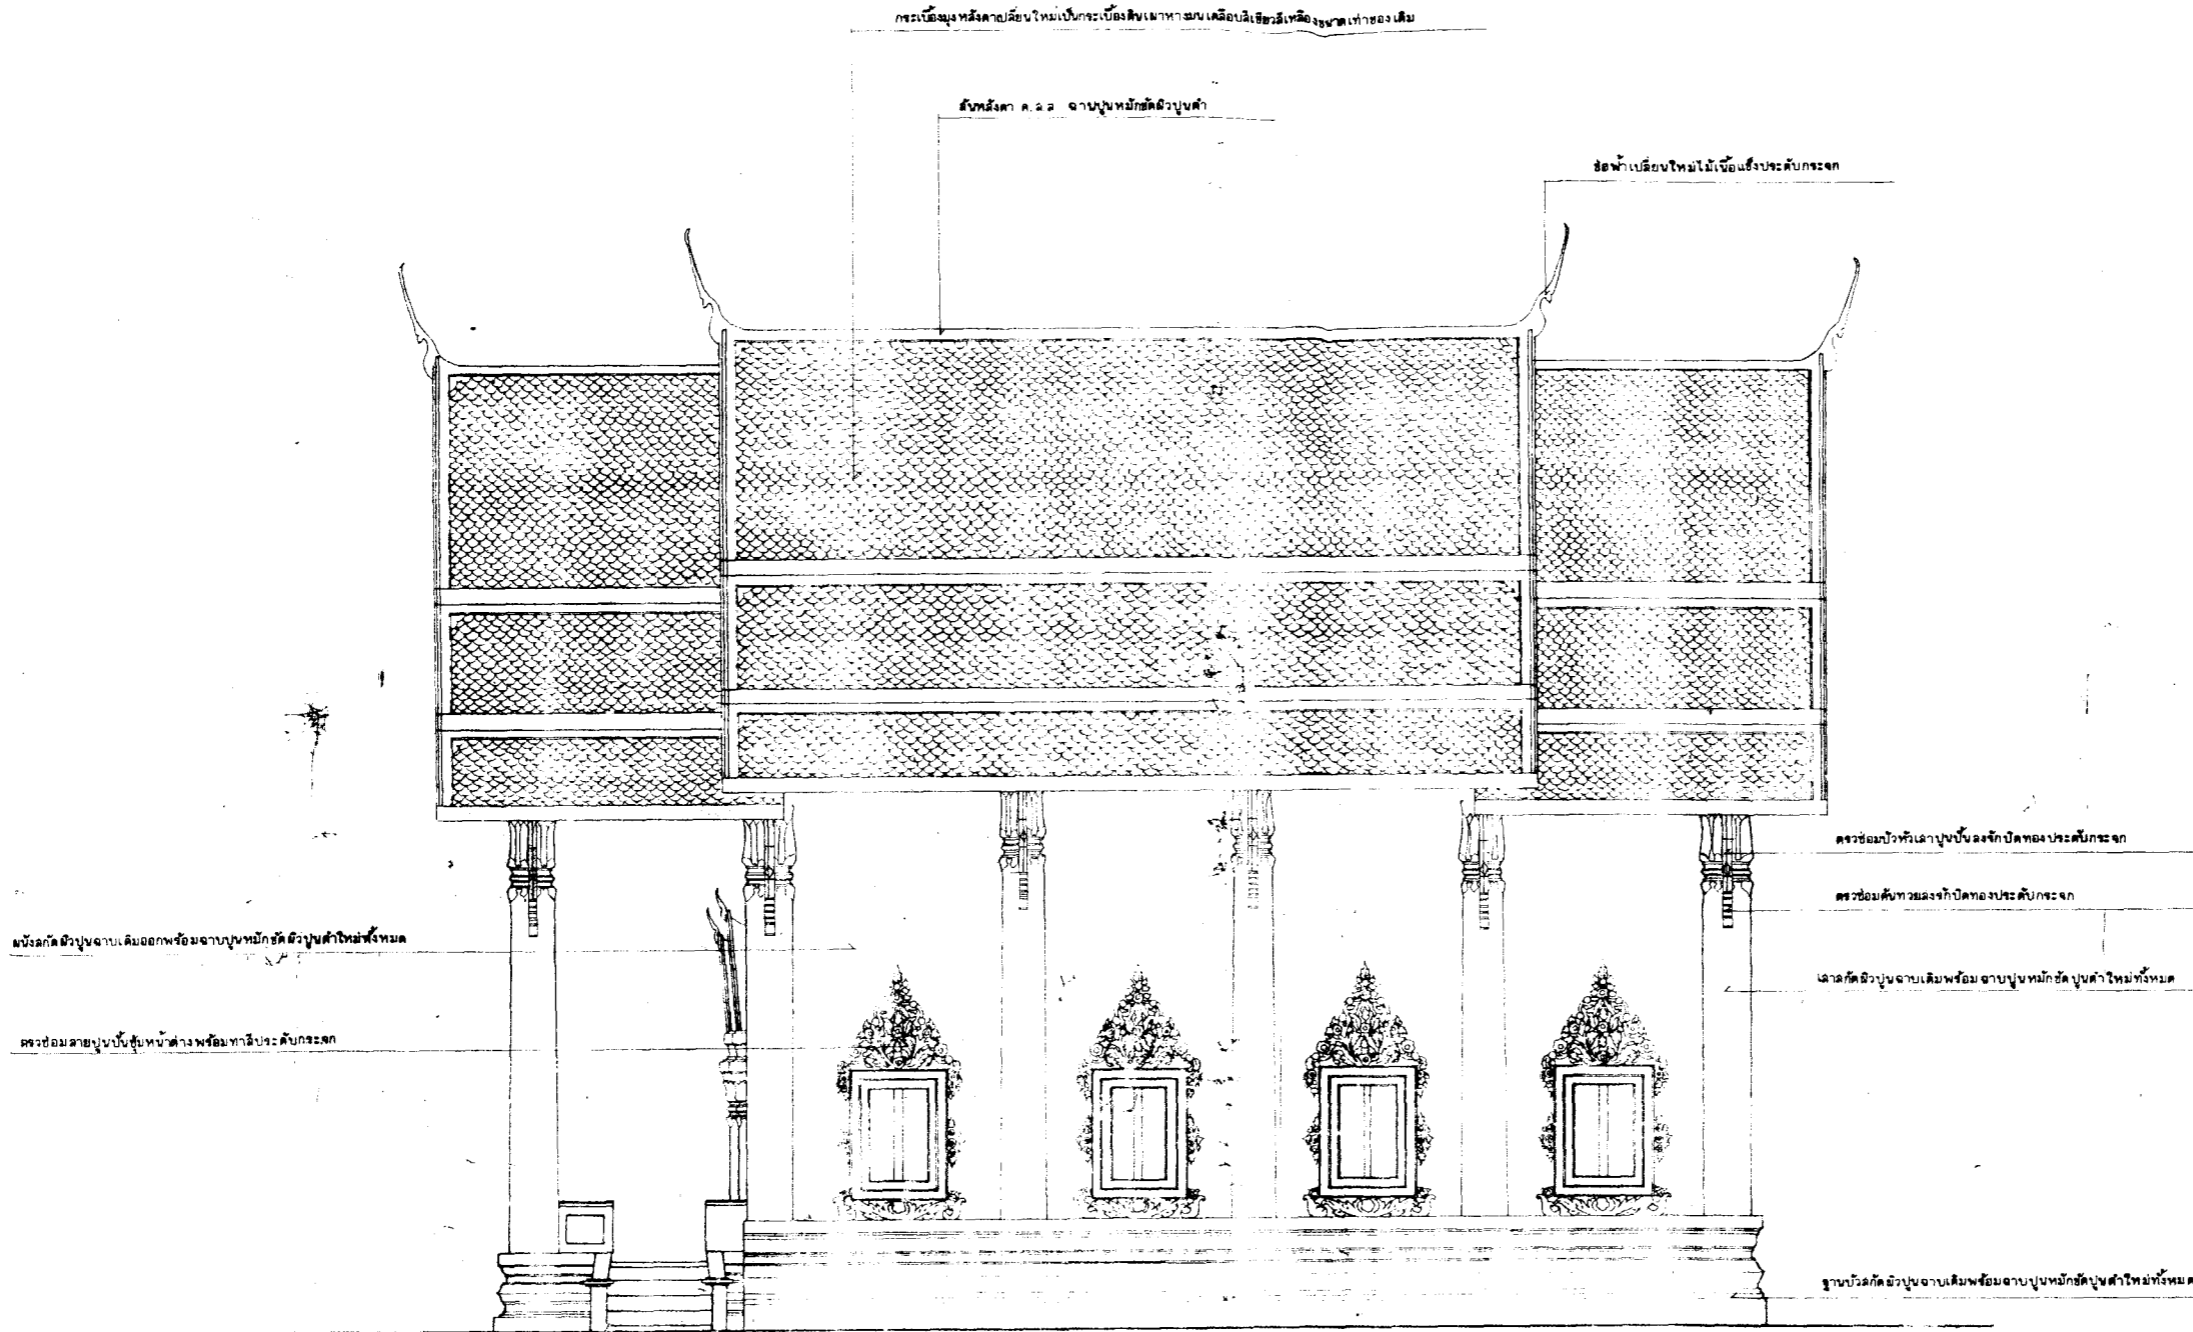 กระเบื้องมุงหลังคาเปลี่ยนใหม่เป็นกระเบื้องดินเผาหางมนเคลือบสีเขียวสีเหลืองขนาดเท่าของเดิม
สันหลังคา ค.ส.ล ฉาบปูนหมักขัดผิวปูนตำ
ช่อฟ้าเปลี่ยนใหม่ไม้เนื้อแข็งประดับกระจก
ตรวซ่อมบัวหัวเสาปูนปั้นลงรักปิดทองประดับกระจก
ตรวซ่อมคันทวยลงรักปิดทองประดับกระจก
ผนังสกัดผิวปูนฉาบเดิมออกพร้อมฉาบปูนหมักขัดผิวปูนตำใหม่ทั้งหมด
เสาสกัดผิวปูนฉาบเดิมพร้อมฉาบปูนหมักขัดปูนตำใหม่ทั้งหมด
ตรวซ่อมลายปูนปั้นซุ้มหน้าต่างพร้อมทาสีประดับกระจก
ฐานบัวสกัดผิวปูนฉาบเดิมพร้อมฉาบปูนหมักขัดปูนตำใหม่ทั้งหมด